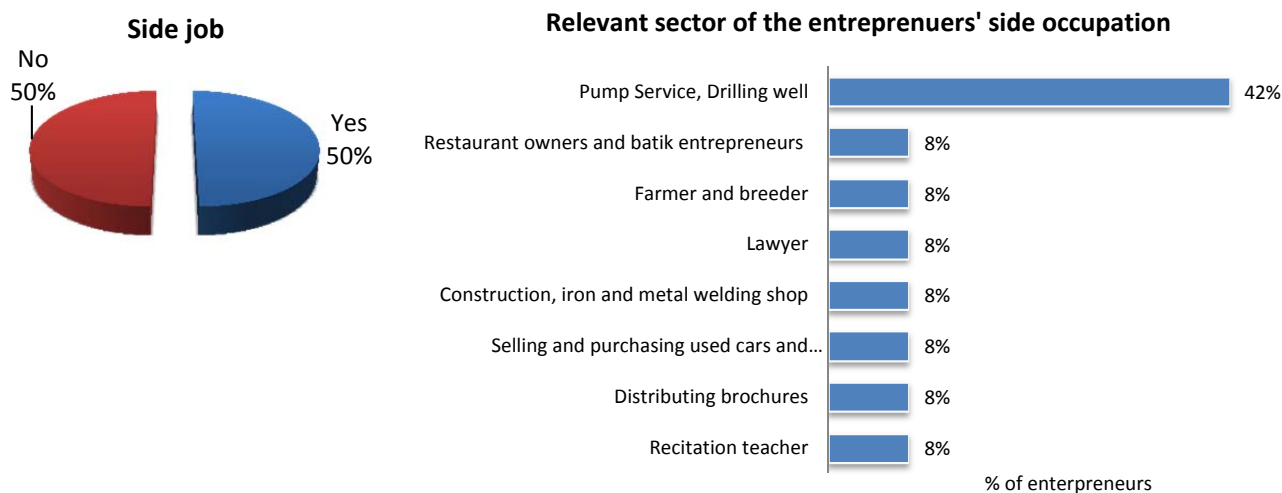 Side job
No
50%
Yes
50%
Relevant sector of the entreprenuers' side occupation
Pump Service, Drilling well
42%
Restaurant owners and batik entrepreneurs
8%
Farmer and breeder
8%
Lawyer
8%
Construction, iron and metal welding shop
8%
Selling and purchasing used cars and...
8%
Distributing brochures
8%
Recitation teacher
8%
% of enterpreneurs